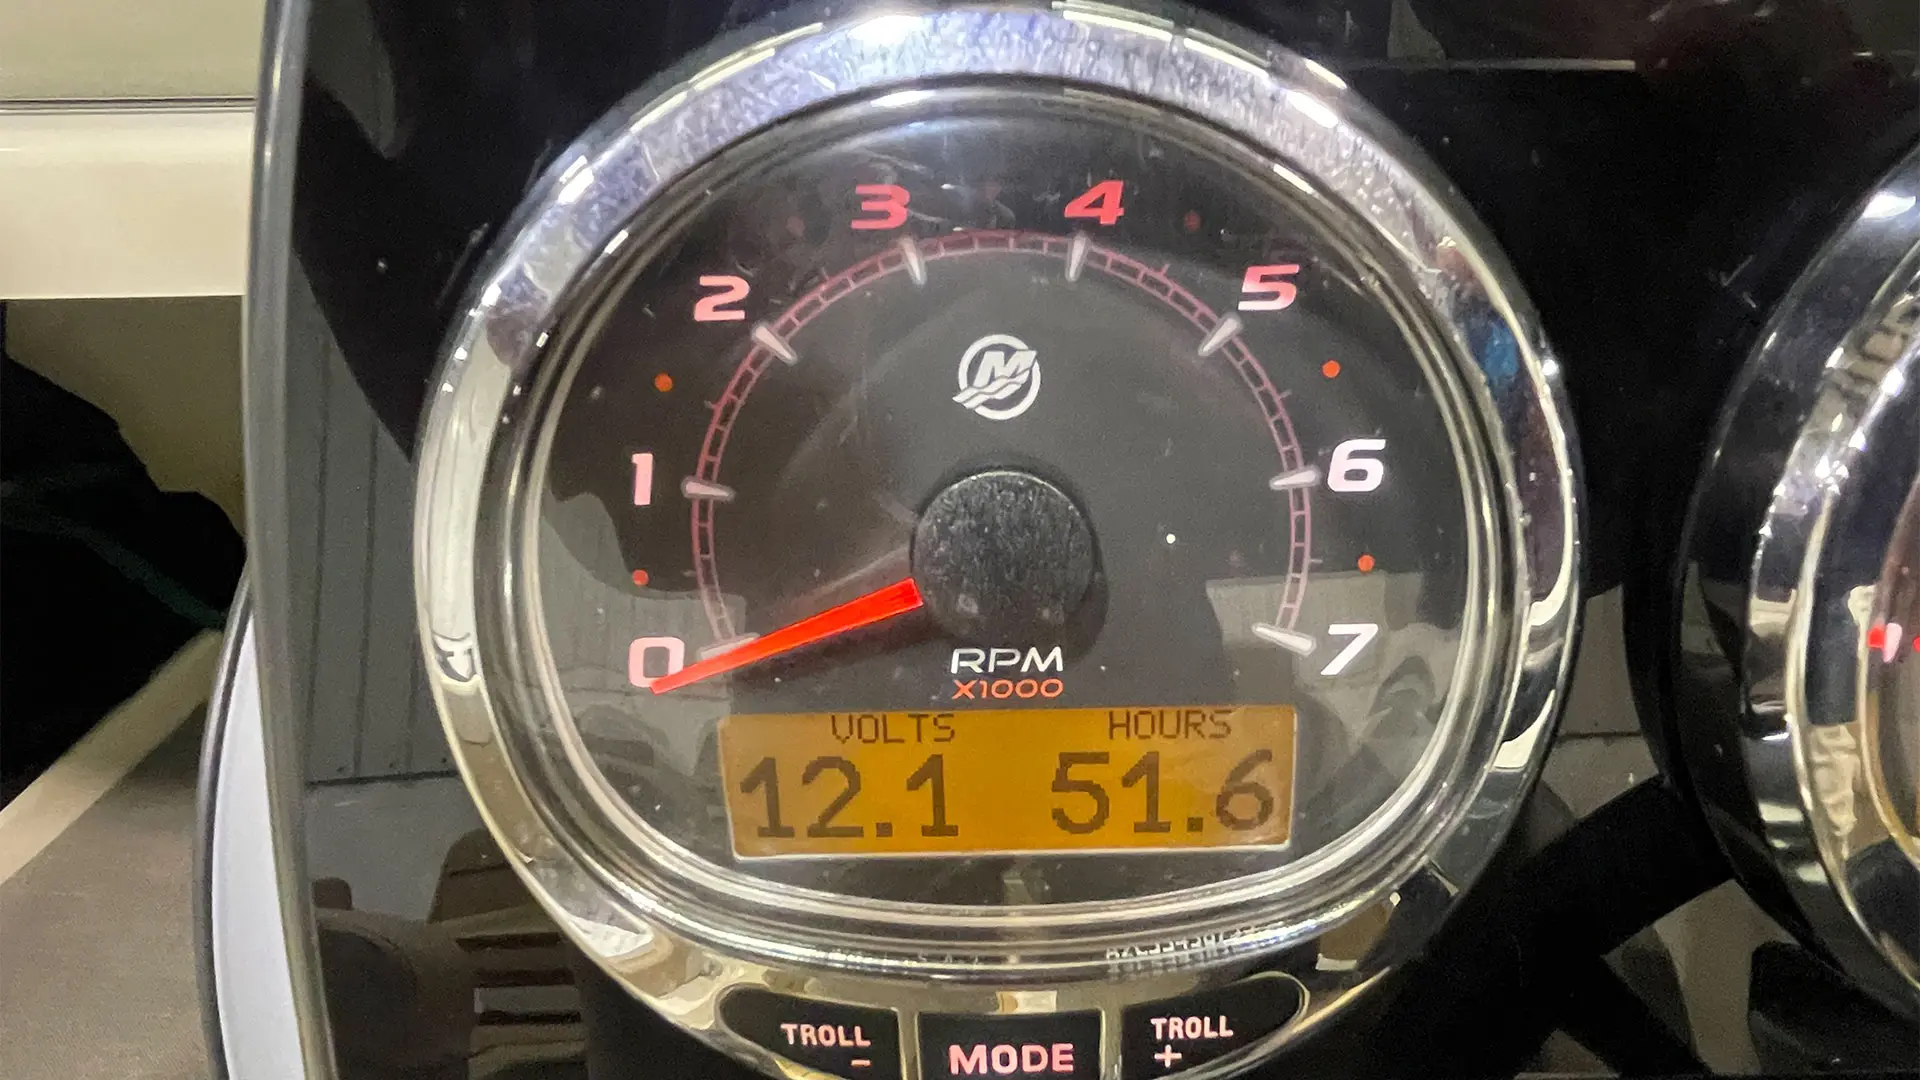 3 4
2 5
1 6
0 7
RPM
X1000
VOLTS HOURS
12.1 51.6
TROLL
-
MODE
TROLL
+